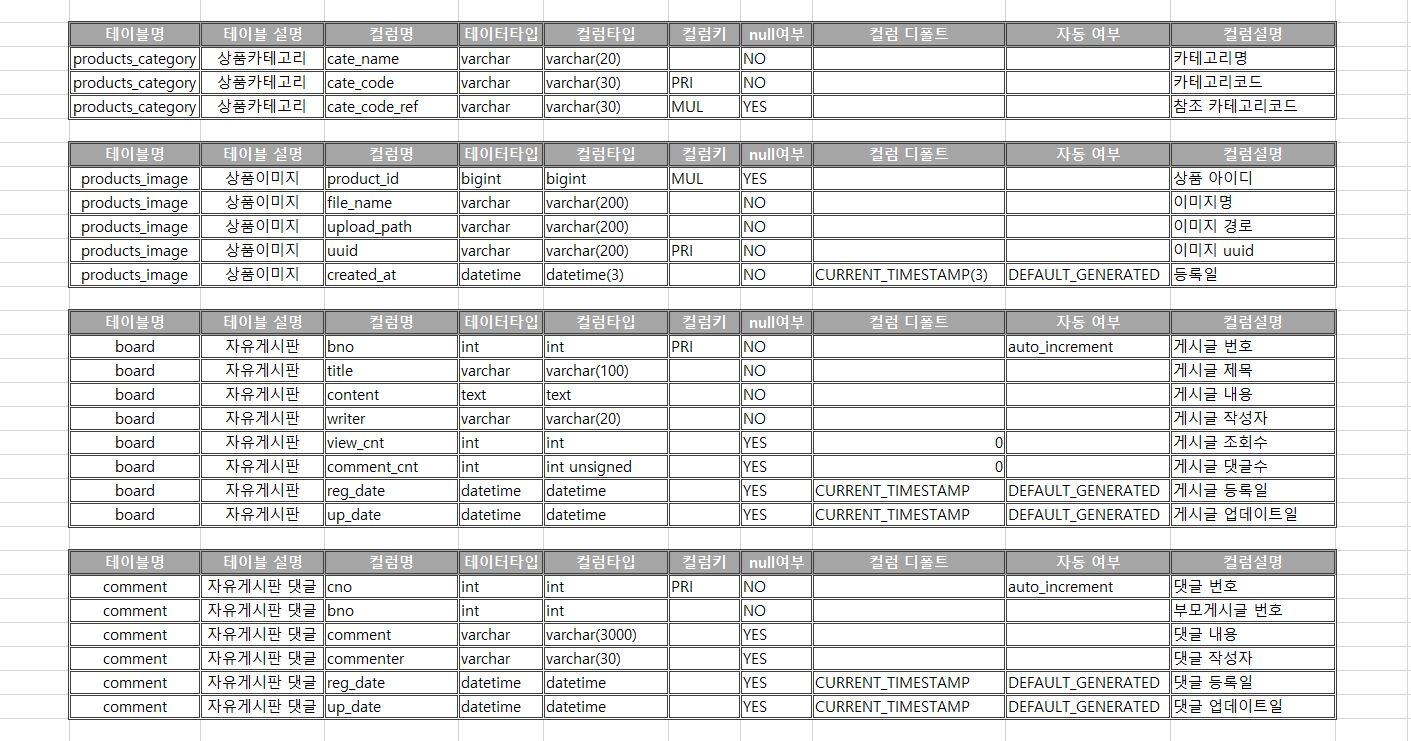 테이블명 테이블 설명 컬럼명 테이터타입 컬럼타입 컬럼키 null여부 컬럼 디폴트 자동 여부 컬럼설명
products_category 상품카테고리 cate_name varchar varchar(20) NO 카테고리명
products_category 상품카테고리 cate_code varchar varchar(30) PRI NO 카테고리코드
products_category 상품카테고리 cate_code_ref varchar varchar(30) MUL YES 참조 카테고리코드
테이블명 테이블 설명 컬럼명 테이터타입 컬럼타입 컬럼키 null여부 컬럼 디폴트 자동 여부 컬럼설명
products_image 상품이미지 product_id bigint bigint MUL YES 상품 아이디
products_image 상품이미지 file_name varchar varchar(200) NO 이미지명
products_image 상품이미지 upload_path varchar varchar(200) NO 이미지 경로
products_image 상품이미지 uuid varchar varchar(200) PRI NO 이미지 uuid
products_image 상품이미지 created_at datetime datetime(3) NO CURRENT_TIMESTAMP(3) DEFAULT_GENERATED 등록일
테이블명 테이블 설명 컬럼명 테이터타입 컬럼타입 컬럼키 null여부 컬럼 디폴트 자동 여부 컬럼설명
board 자유게시판 bno int int PRI NO auto_increment 게시글 번호
board 자유게시판 title varchar varchar(100) NO 게시글 제목
board 자유게시판 content text text NO 게시글 내용
board 자유게시판 writer varchar varchar(20) NO 게시글 작성자
board 자유게시판 view_cnt int int YES 0 게시글 조회수
board 자유게시판 comment_cnt int int unsigned YES 0 게시글 댓글수
board 자유게시판 reg_date datetime datetime YES CURRENT_TIMESTAMP DEFAULT_GENERATED 게시글 등록일
board 자유게시판 up_date datetime datetime YES CURRENT_TIMESTAMP DEFAULT_GENERATED 게시글 업데이트일
테이블명 테이블 설명 컬럼명 테이터타입 컬럼타입 컬럼키 null여부 컬럼 디폴트 자동 여부 컬럼설명
comment 자유게시판 댓글 cno int int PRI NO auto_increment 댓글 번호
comment 자유게시판 댓글 bno int int NO 부모게시글 번호
comment 자유게시판 댓글 comment varchar varchar(3000) YES 댓글 내용
comment 자유게시판 댓글 commenter varchar varchar(30) YES 댓글 작성자
comment 자유게시판 댓글 reg_date datetime datetime YES CURRENT_TIMESTAMP DEFAULT_GENERATED 댓글 등록일
comment 자유게시판 댓글 up_date datetime datetime YES CURRENT_TIMESTAMP DEFAULT_GENERATED 댓글 업데이트일